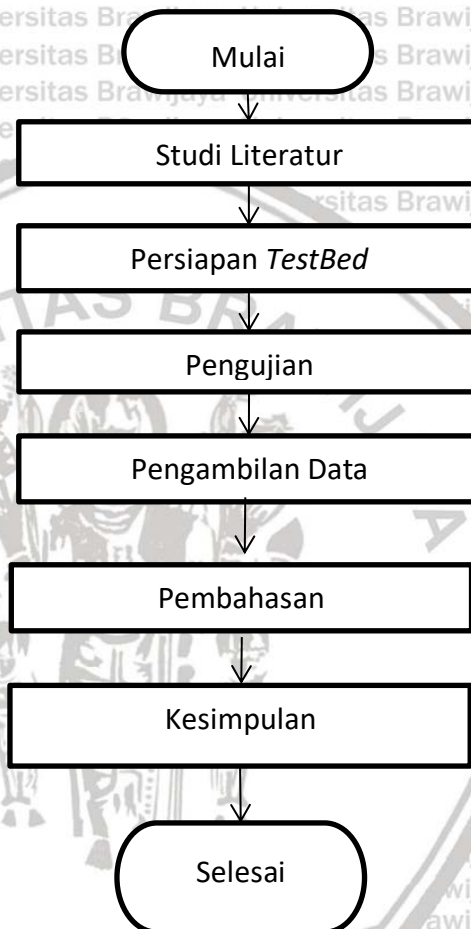 Mulai
Studi Literatur
Persiapan TestBed
Pengujian
Pengambilan Data
Pembahasan
Kesimpulan
Selesai